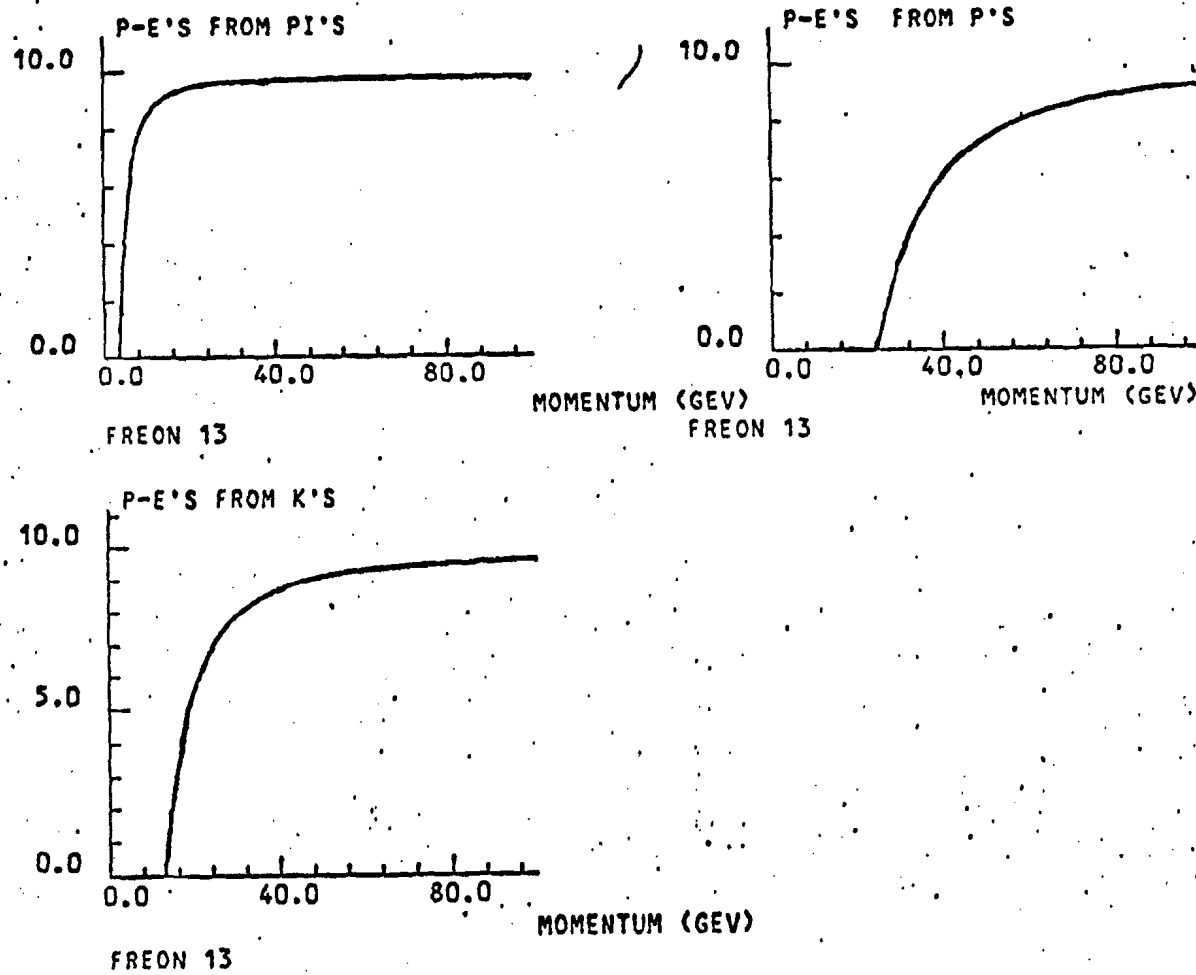 P-E'S FROM PI'S
10.0
0.0
0.0 40.0 80.0
MOMENTUM (GEV)
FREON 13
P-E'S FROM P'S
10.0
0.0
0.0 40.0 80.0
MOMENTUM (GEV)
FREON 13
P-E'S FROM K'S
10.0
5.0
0.0
0.0 40.0 80.0
MOMENTUM (GEV)
FREON 13